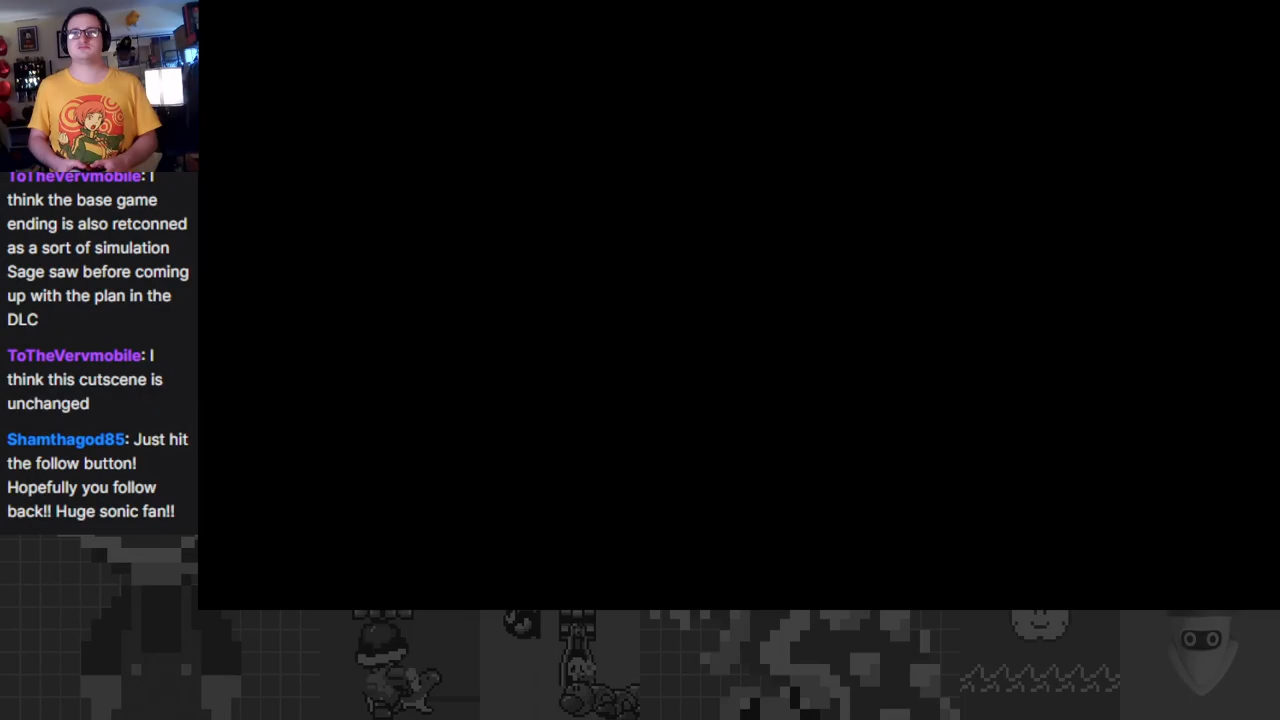 ToTheVervmobile: I
think the base game
ending is also retconned
as a sort of simulation
Sage saw before coming
up with the plan in the
DLC
ToTheVervmobile: I
think this cutscene is
unchanged
Shamthagod85: Just hit
the follow button!
Hopefully you follow
back!! Huge sonic fan!!